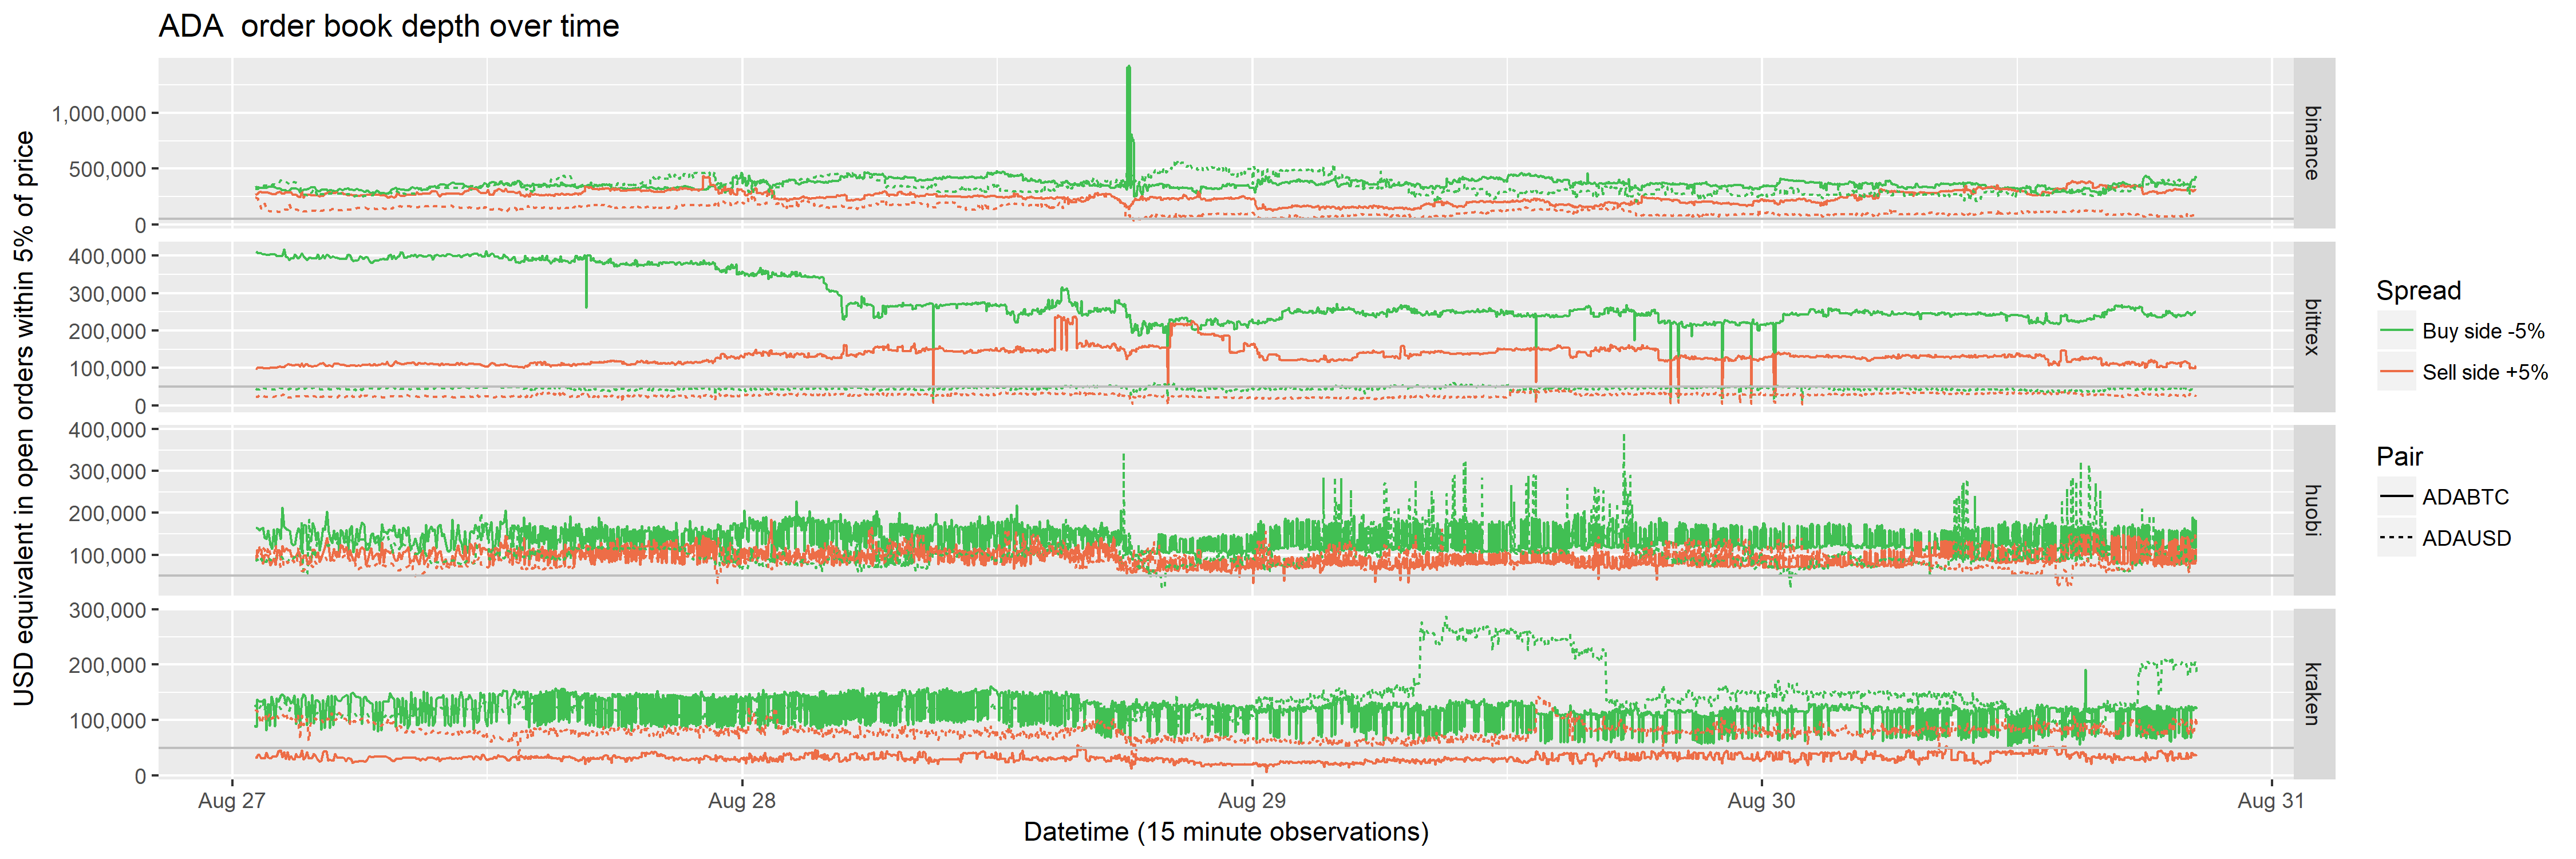 ADA  order book depth over time
USD equivalent in open orders within 5% of price
1,000,000
500,000
0
binance
400,000
300,000
200,000
100,000
0
bittrex
400,000
300,000
200,000
100,000
huobi
300,000
200,000
100,000
0
kraken
Aug 27
Aug 28
Aug 29
Aug 30
Aug 31
Datetime (15 minute observations)
Spread
Buy side -5%
Sell side +5%
Pair
ADABTC
ADAUSD